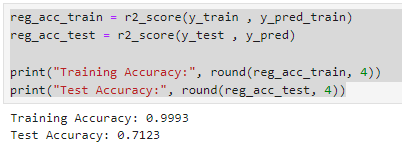 reg_acc_train = r2_score(y_train , y_pred_train)
reg_acc_test = r2_score(y_test , y_pred)
print("Training Accuracy:", round(reg_acc_train, 4))
print("Test Accuracy:", round(reg_acc_test, 4))
Training Accuracy: 0.9993
Test Accuracy: 0.7123